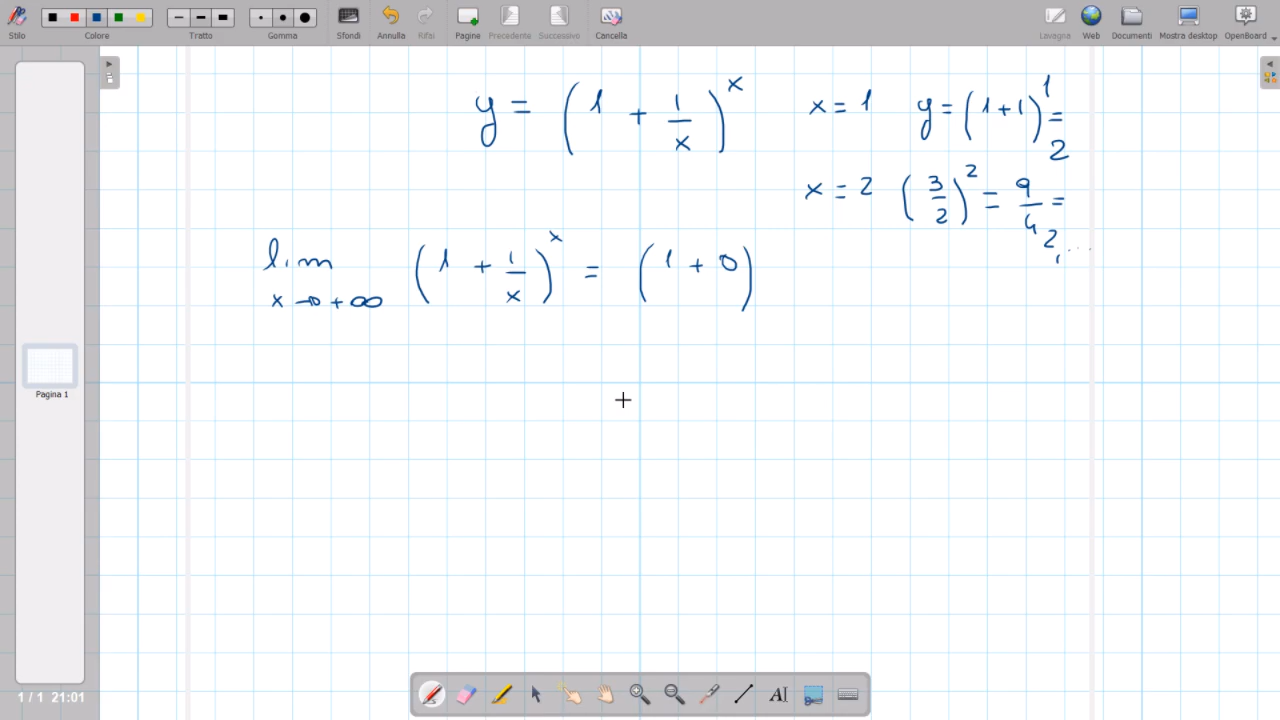 Stilo Colore Tratto Gomma Sfondi Annulla Rifai Pagine Precedente Successivo Cancella Lavagna Web Documenti Mostra desktop OpenBoard
y = (1 + 1/x)^x x = 1 y = (1+1)^1 = 2
x = 2 (3/2)^2 = 9/4 = 2, ....
lim x→+∞ (1 + 1/x)^x = (1 + 0)
Pagina 1
1 / 1 21:01
AI